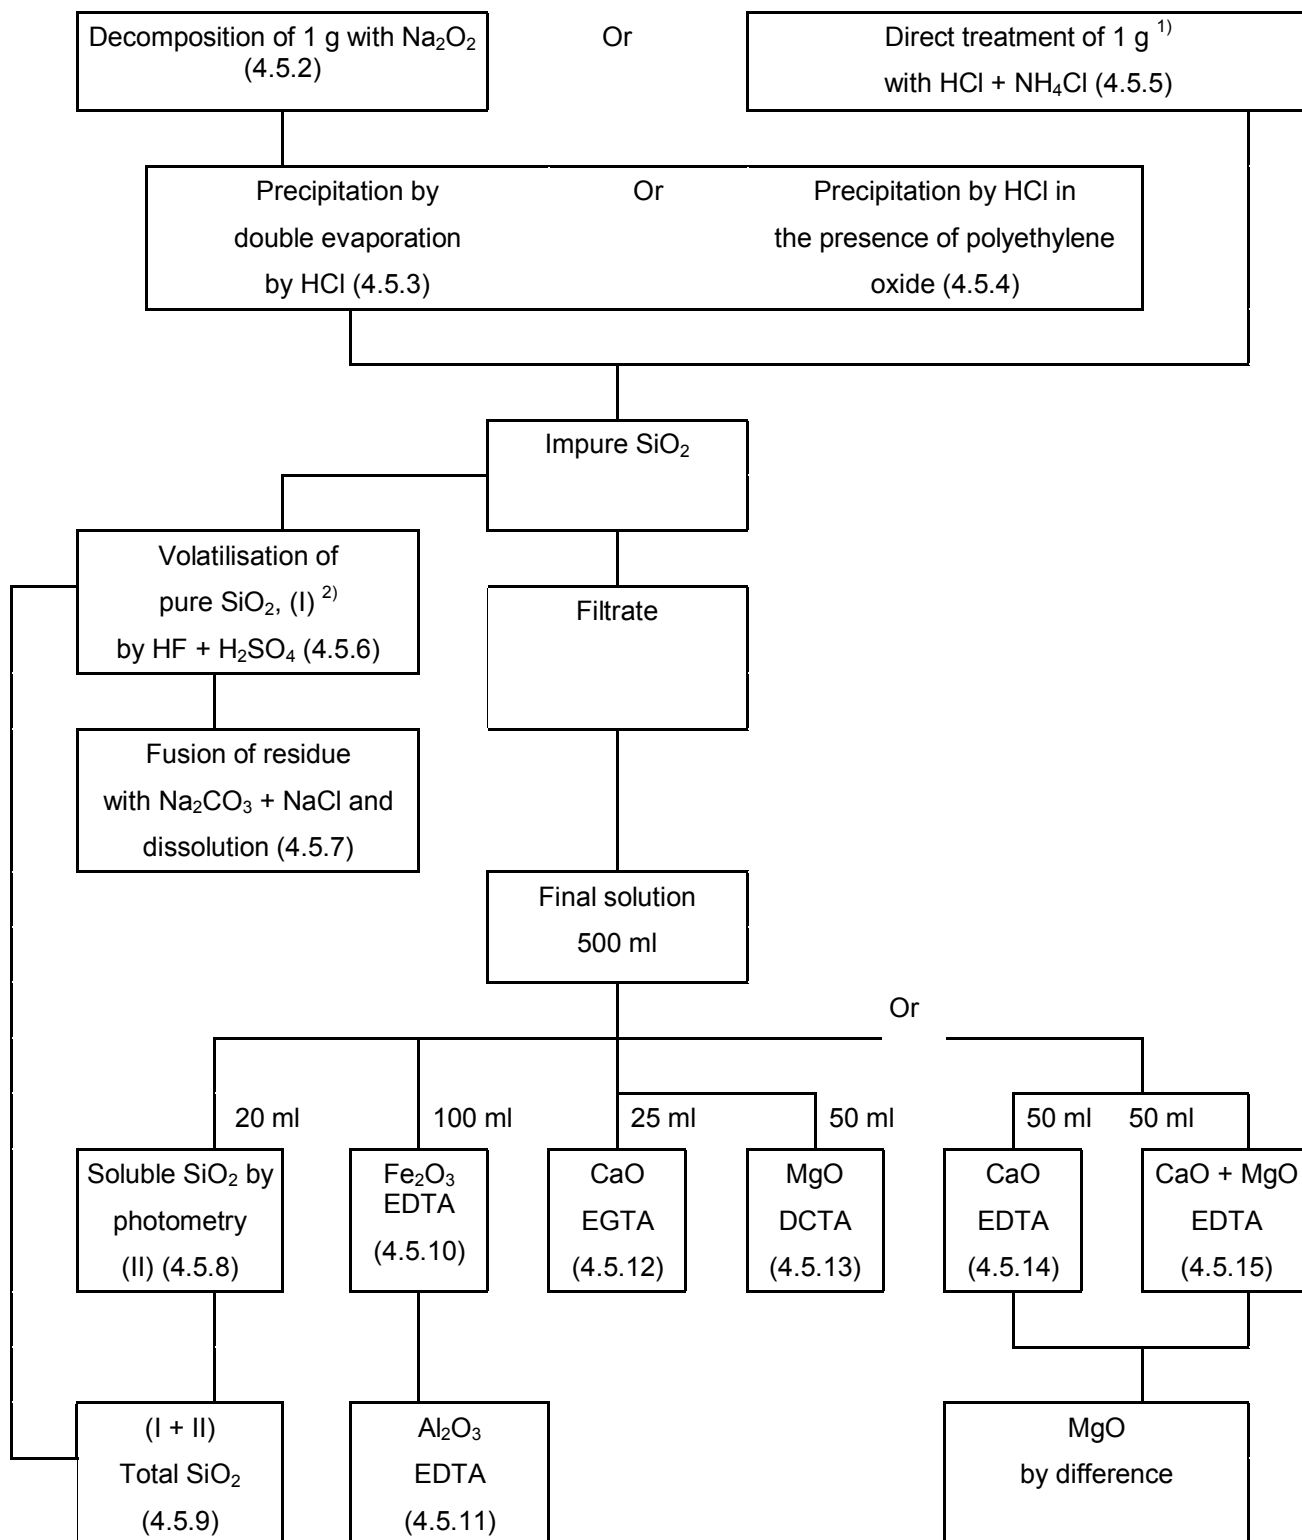 Decomposition of 1 g with Na₂O₂
(4.5.2)
Or
Direct treatment of 1 g ¹⁾
with HCl + NH₄Cl (4.5.5)
Precipitation by
double evaporation
by HCl (4.5.3)
Or
Precipitation by HCl in
the presence of polyethylene
oxide (4.5.4)
Impure SiO₂
Volatilisation of
pure SiO₂, (I) ²⁾
by HF + H₂SO₄ (4.5.6)
Filtrate
Fusion of residue
with Na₂CO₃ + NaCl and
dissolution (4.5.7)
Final solution
500 ml
Or
20 ml
100 ml
25 ml
50 ml
50 ml
50 ml
Soluble SiO₂ by
photometry
(II) (4.5.8)
Fe₂O₃
EDTA
(4.5.10)
CaO
EGTA
(4.5.12)
MgO
DCTA
(4.5.13)
CaO
EDTA
(4.5.14)
CaO + MgO
EDTA
(4.5.15)
(I + II)
Total SiO₂
(4.5.9)
Al₂O₃
EDTA
(4.5.11)
MgO
by difference